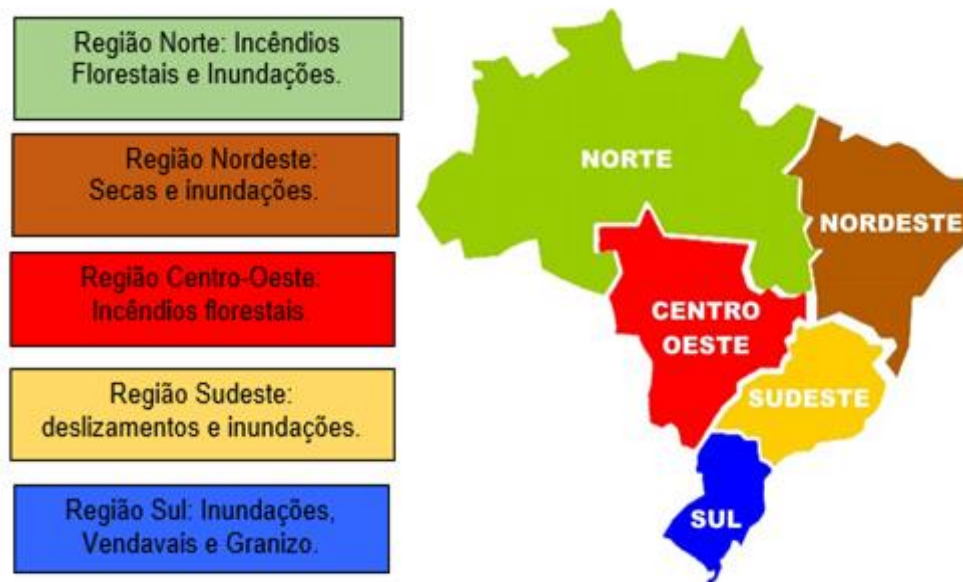 Região Norte: Incêndios
Florestais e Inundações.
Região Nordeste:
Secas e inundações.
Região Centro-Oeste:
Incêndios florestais
Região Sudeste:
deslizamentos e inundações.
Região Sul: Inundações,
Vendavais e Granizo.
NORTE
NORDESTE
CENTRO
OESTE
SUDESTE
SUL